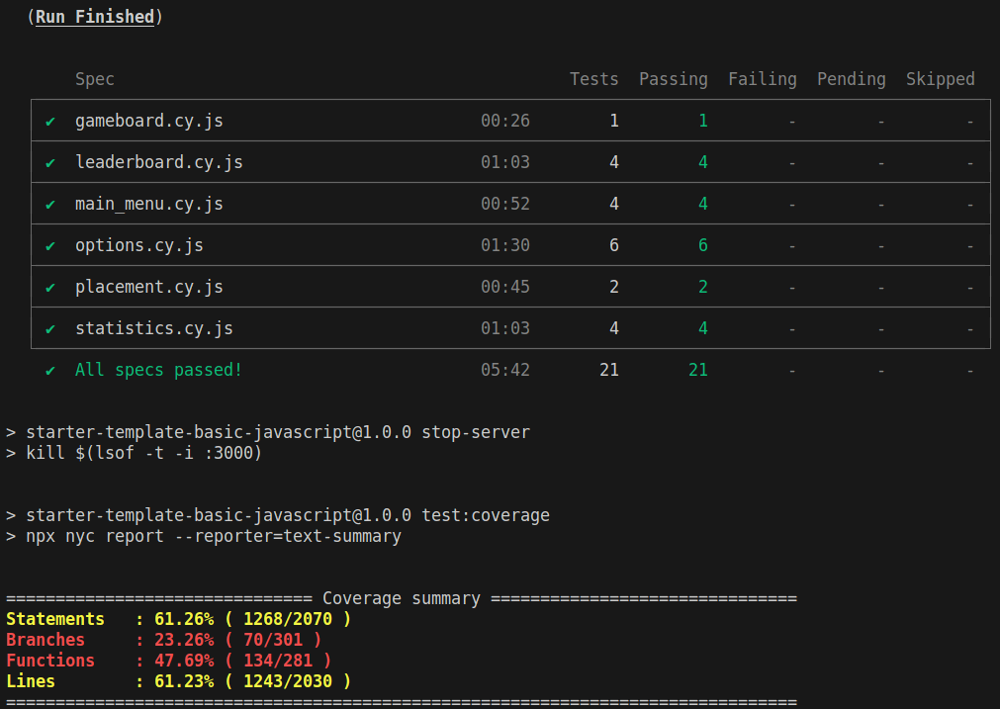 (Run Finished)
Spec Tests Passing Failing Pending Skipped
✔ gameboard.cy.js 00:26 1 1 - - -
✔ leaderboard.cy.js 01:03 4 4 - - -
✔ main_menu.cy.js 00:52 4 4 - - -
✔ options.cy.js 01:30 6 6 - - -
✔ placement.cy.js 00:45 2 2 - - -
✔ statistics.cy.js 01:03 4 4 - - -
✔ All specs passed! 05:42 21 21 - - -
> starter-template-basic-javascript@1.0.0 stop-server
> kill $(lsof -t -i :3000)
> starter-template-basic-javascript@1.0.0 test:coverage
> npx nyc report --reporter=text-summary
=============================== Coverage summary ===============================
Statements : 61.26% ( 1268/2070 )
Branches : 23.26% ( 70/301 )
Functions : 47.69% ( 134/281 )
Lines : 61.23% ( 1243/2030 )
================================================================================